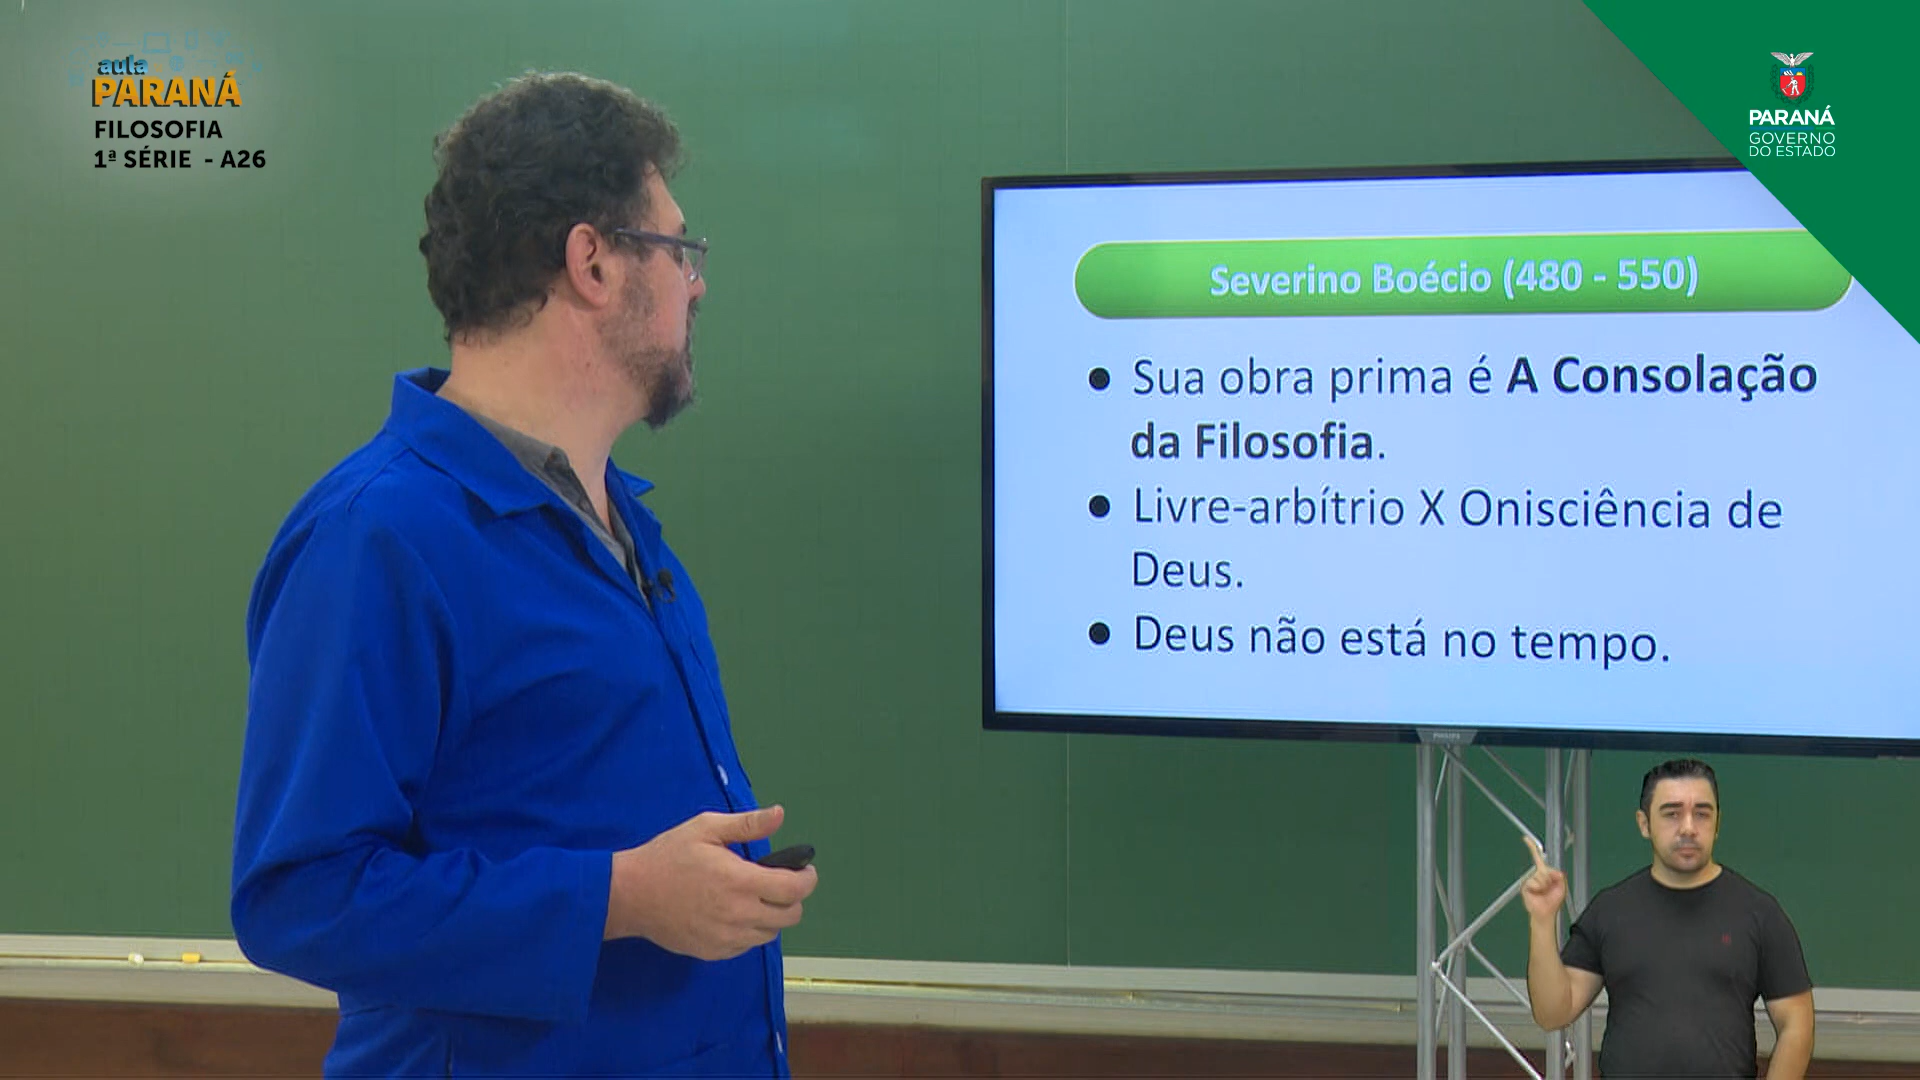 aula
PARANÁ
FILOSOFIA
1ª SÉRIE - A26
PARANÁ
GOVERNO
DO ESTADO
Severino Boécio (480 - 550)
● Sua obra prima é A Consolação
da Filosofia.
● Livre-arbítrio X Onisciência de
Deus.
● Deus não está no tempo.
PHILIPS